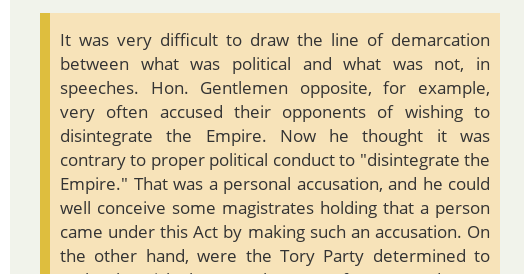 It was very difficult to draw the line of demarcation
between what was political and what was not, in
speeches. Hon. Gentlemen opposite, for example,
very often accused their opponents of wishing to
disintegrate the Empire. Now he thought it was
contrary to proper political conduct to "disintegrate the
Empire." That was a personal accusation, and he could
well conceive some magistrates holding that a person
came under this Act by making such an accusation. On
the other hand, were the Tory Party determined to